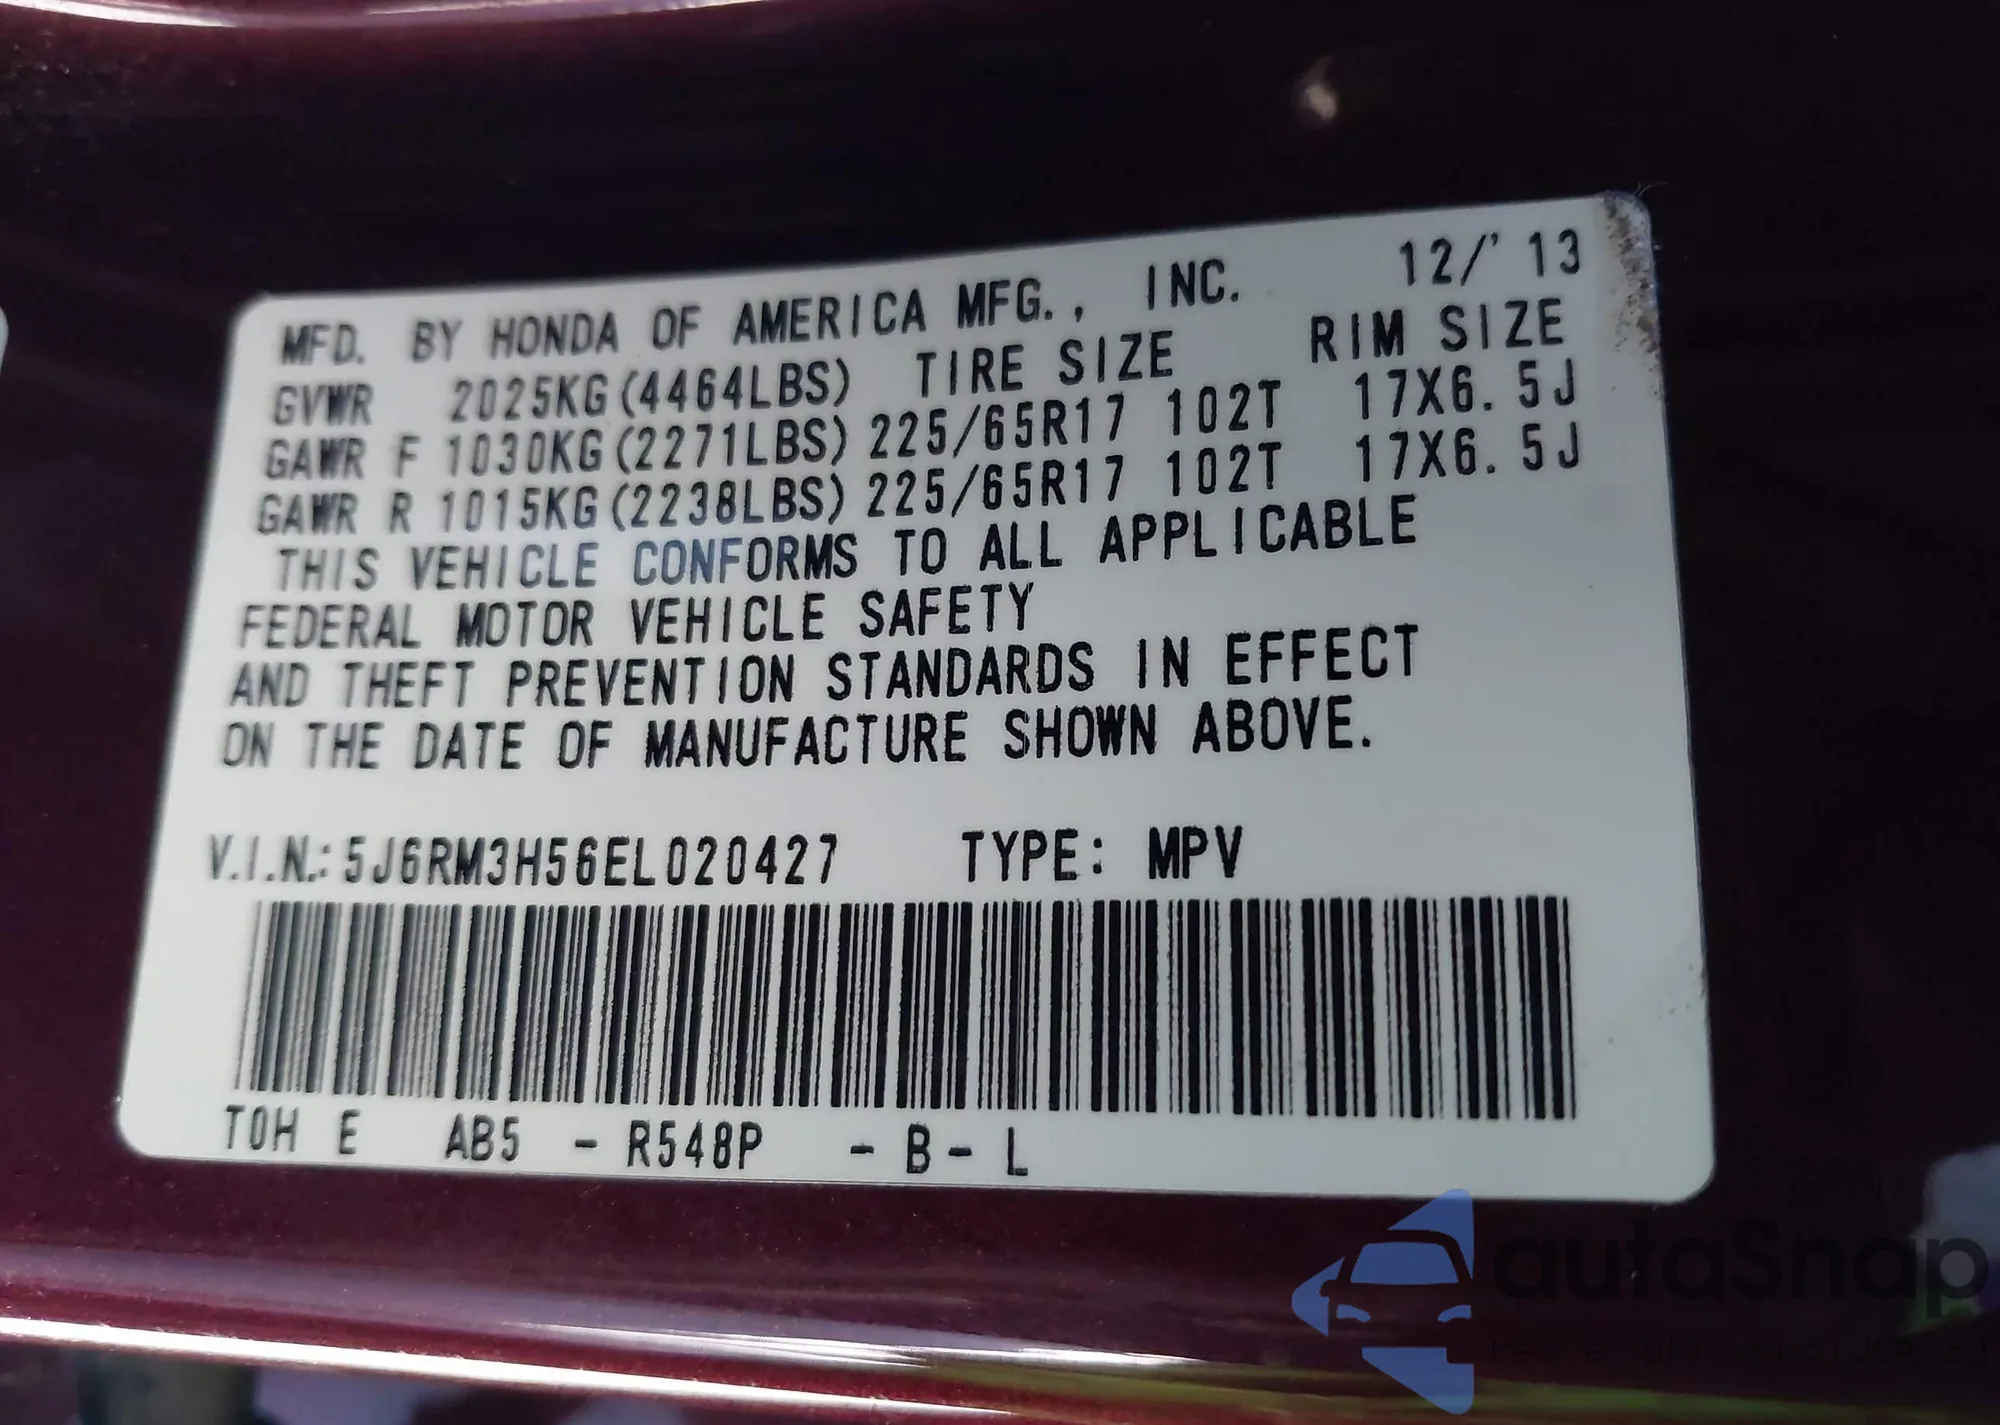 MFD. BY HONDA OF AMERICA MFG., INC. 12/'13
GVWR 2025KG(4464LBS) TIRE SIZE RIM SIZE
GAWR F 1030KG(2271LBS) 225/65R17 102T 17X6.5J
GAWR R 1015KG(2238LBS) 225/65R17 102T 17X6.5J
THIS VEHICLE CONFORMS TO ALL APPLICABLE
FEDERAL MOTOR VEHICLE SAFETY
AND THEFT PREVENTION STANDARDS IN EFFECT
ON THE DATE OF MANUFACTURE SHOWN ABOVE.
V.I.N.: 5J6RM3H56EL020427 TYPE: MPV
TOH E AB5 - R548P - B - L
autaSnap